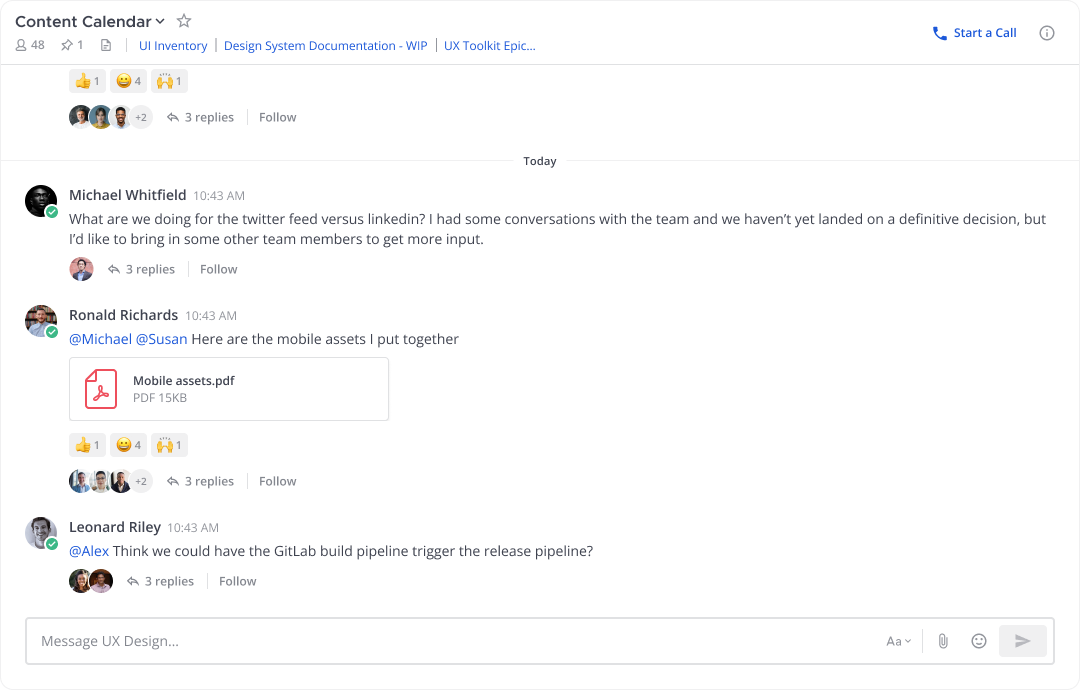 Content Calendar
48 1 UI Inventory Design System Documentation - WIP UX Toolkit Epic...
Start a Call
1 4 1
+2 3 replies Follow
Today
Michael Whitfield 10:43 AM
What are we doing for the twitter feed versus linkedin? I had some conversations with the team and we haven’t yet landed on a definitive decision, but
I’d like to bring in some other team members to get more input.
3 replies Follow
Ronald Richards 10:43 AM
@Michael @Susan Here are the mobile assets I put together
Mobile assets.pdf
PDF 15KB
1 4 1
+2 3 replies Follow
Leonard Riley 10:43 AM
@Alex Think we could have the GitLab build pipeline trigger the release pipeline?
3 replies Follow
Message UX Design... Aa